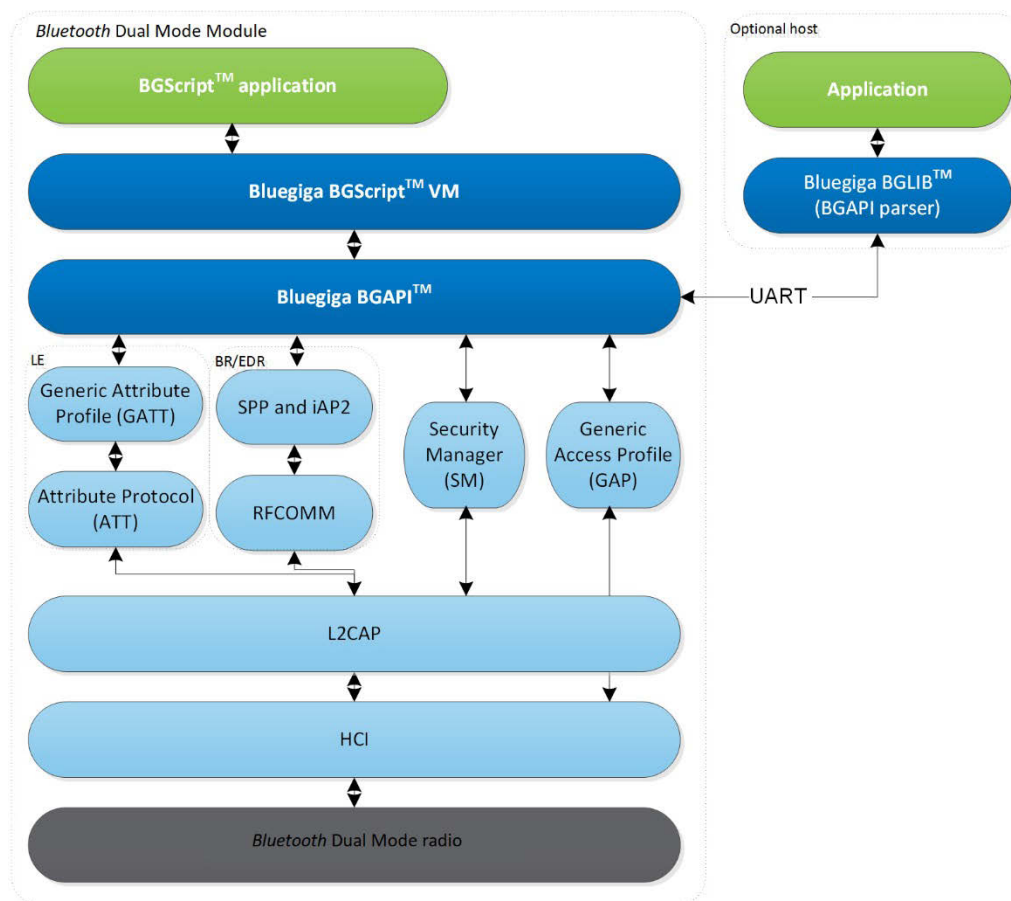 Bluetooth Dual Mode Module
BGScript™ application
Bluegiga BGScript™ VM
Bluegiga BGAPI™
Optional host
Application
Bluegiga BGLIB™
(BGAPI parser)
UART
LE
Generic Attribute
Profile (GATT)
Attribute Protocol
(ATT)
BR/EDR
SPP and iAP2
RFCOMM
Security
Manager
(SM)
Generic
Access Profile
(GAP)
L2CAP
HCI
Bluetooth Dual Mode radio